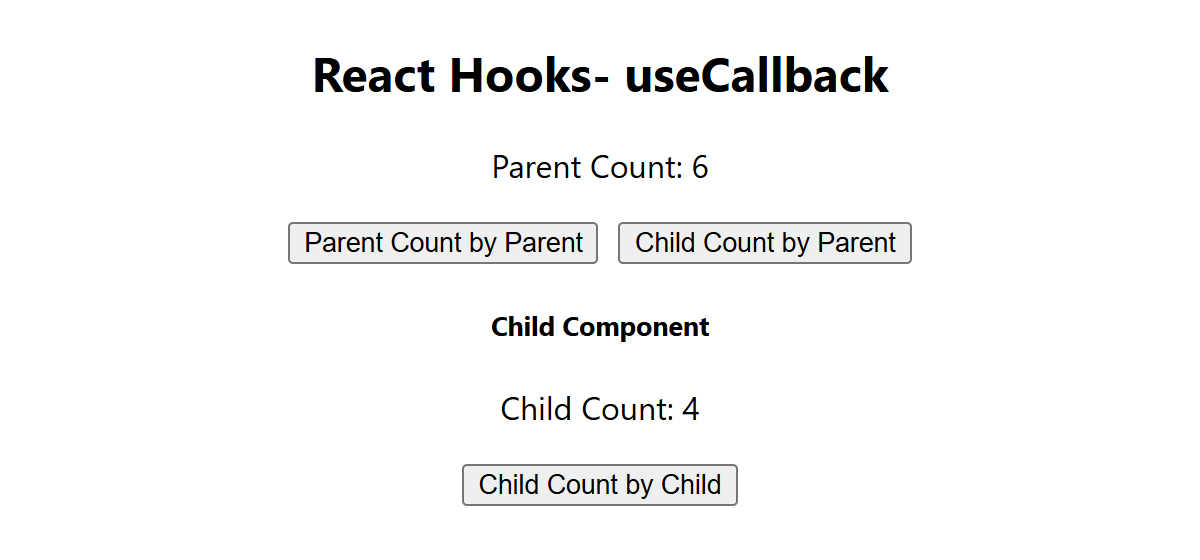 React Hooks- useCallback
Parent Count: 6
Parent Count by Parent Child Count by Parent
Child Component
Child Count: 4
Child Count by Child